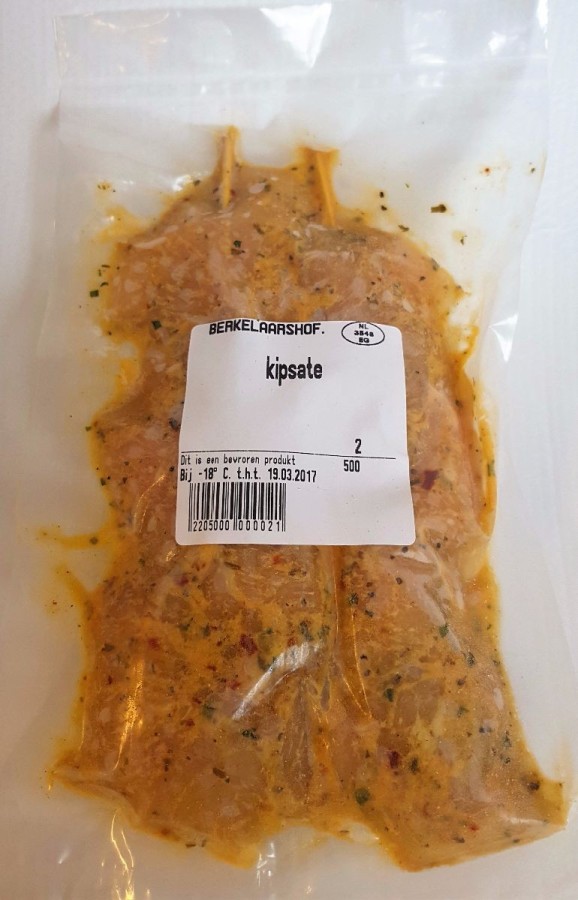 BERKELAARSHOF.
NL
3548
EG
kipsate
2
Dit is een bevroren produkt
500
Bij -18° C. t.h.t. 19.03.2017
2205000 000021